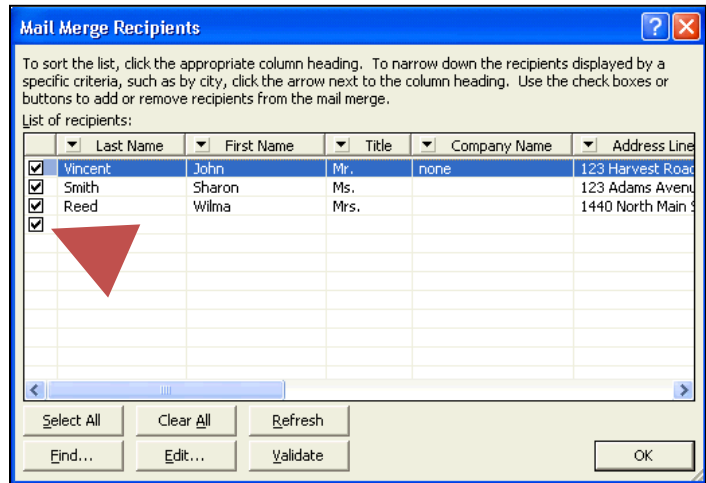 Mail Merge Recipients
To sort the list, click the appropriate column heading. To narrow down the recipients displayed by a
specific criteria, such as by city, click the arrow next to the column heading. Use the check boxes or
buttons to add or remove recipients from the mail merge.
List of recipients:
Last Name First Name Title Company Name Address Line
Vincent John Mr. none 123 Harvest Road
Smith Sharon Ms. 123 Adams Avenu
Reed Wilma Mrs. 1440 North Main S
Select All Clear All Refresh
Find... Edit... Validate OK